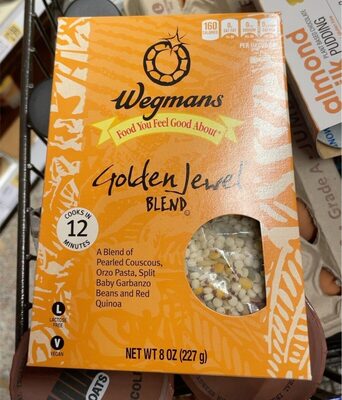 160
CALORIES
PER
Wegmans
Food You Feel Good About
Golden Jewel
BLEND
COOKS IN
12
MINUTES
A Blend of
Pearled Couscous,
Orzo Pasta, Split
Baby Garbanzo
Beans and Red
Quinoa
L
LACTOSE
FREE
V
VEGAN
NET WT 8 OZ (227 g)
almond
PUDDING
Grade A
OATS